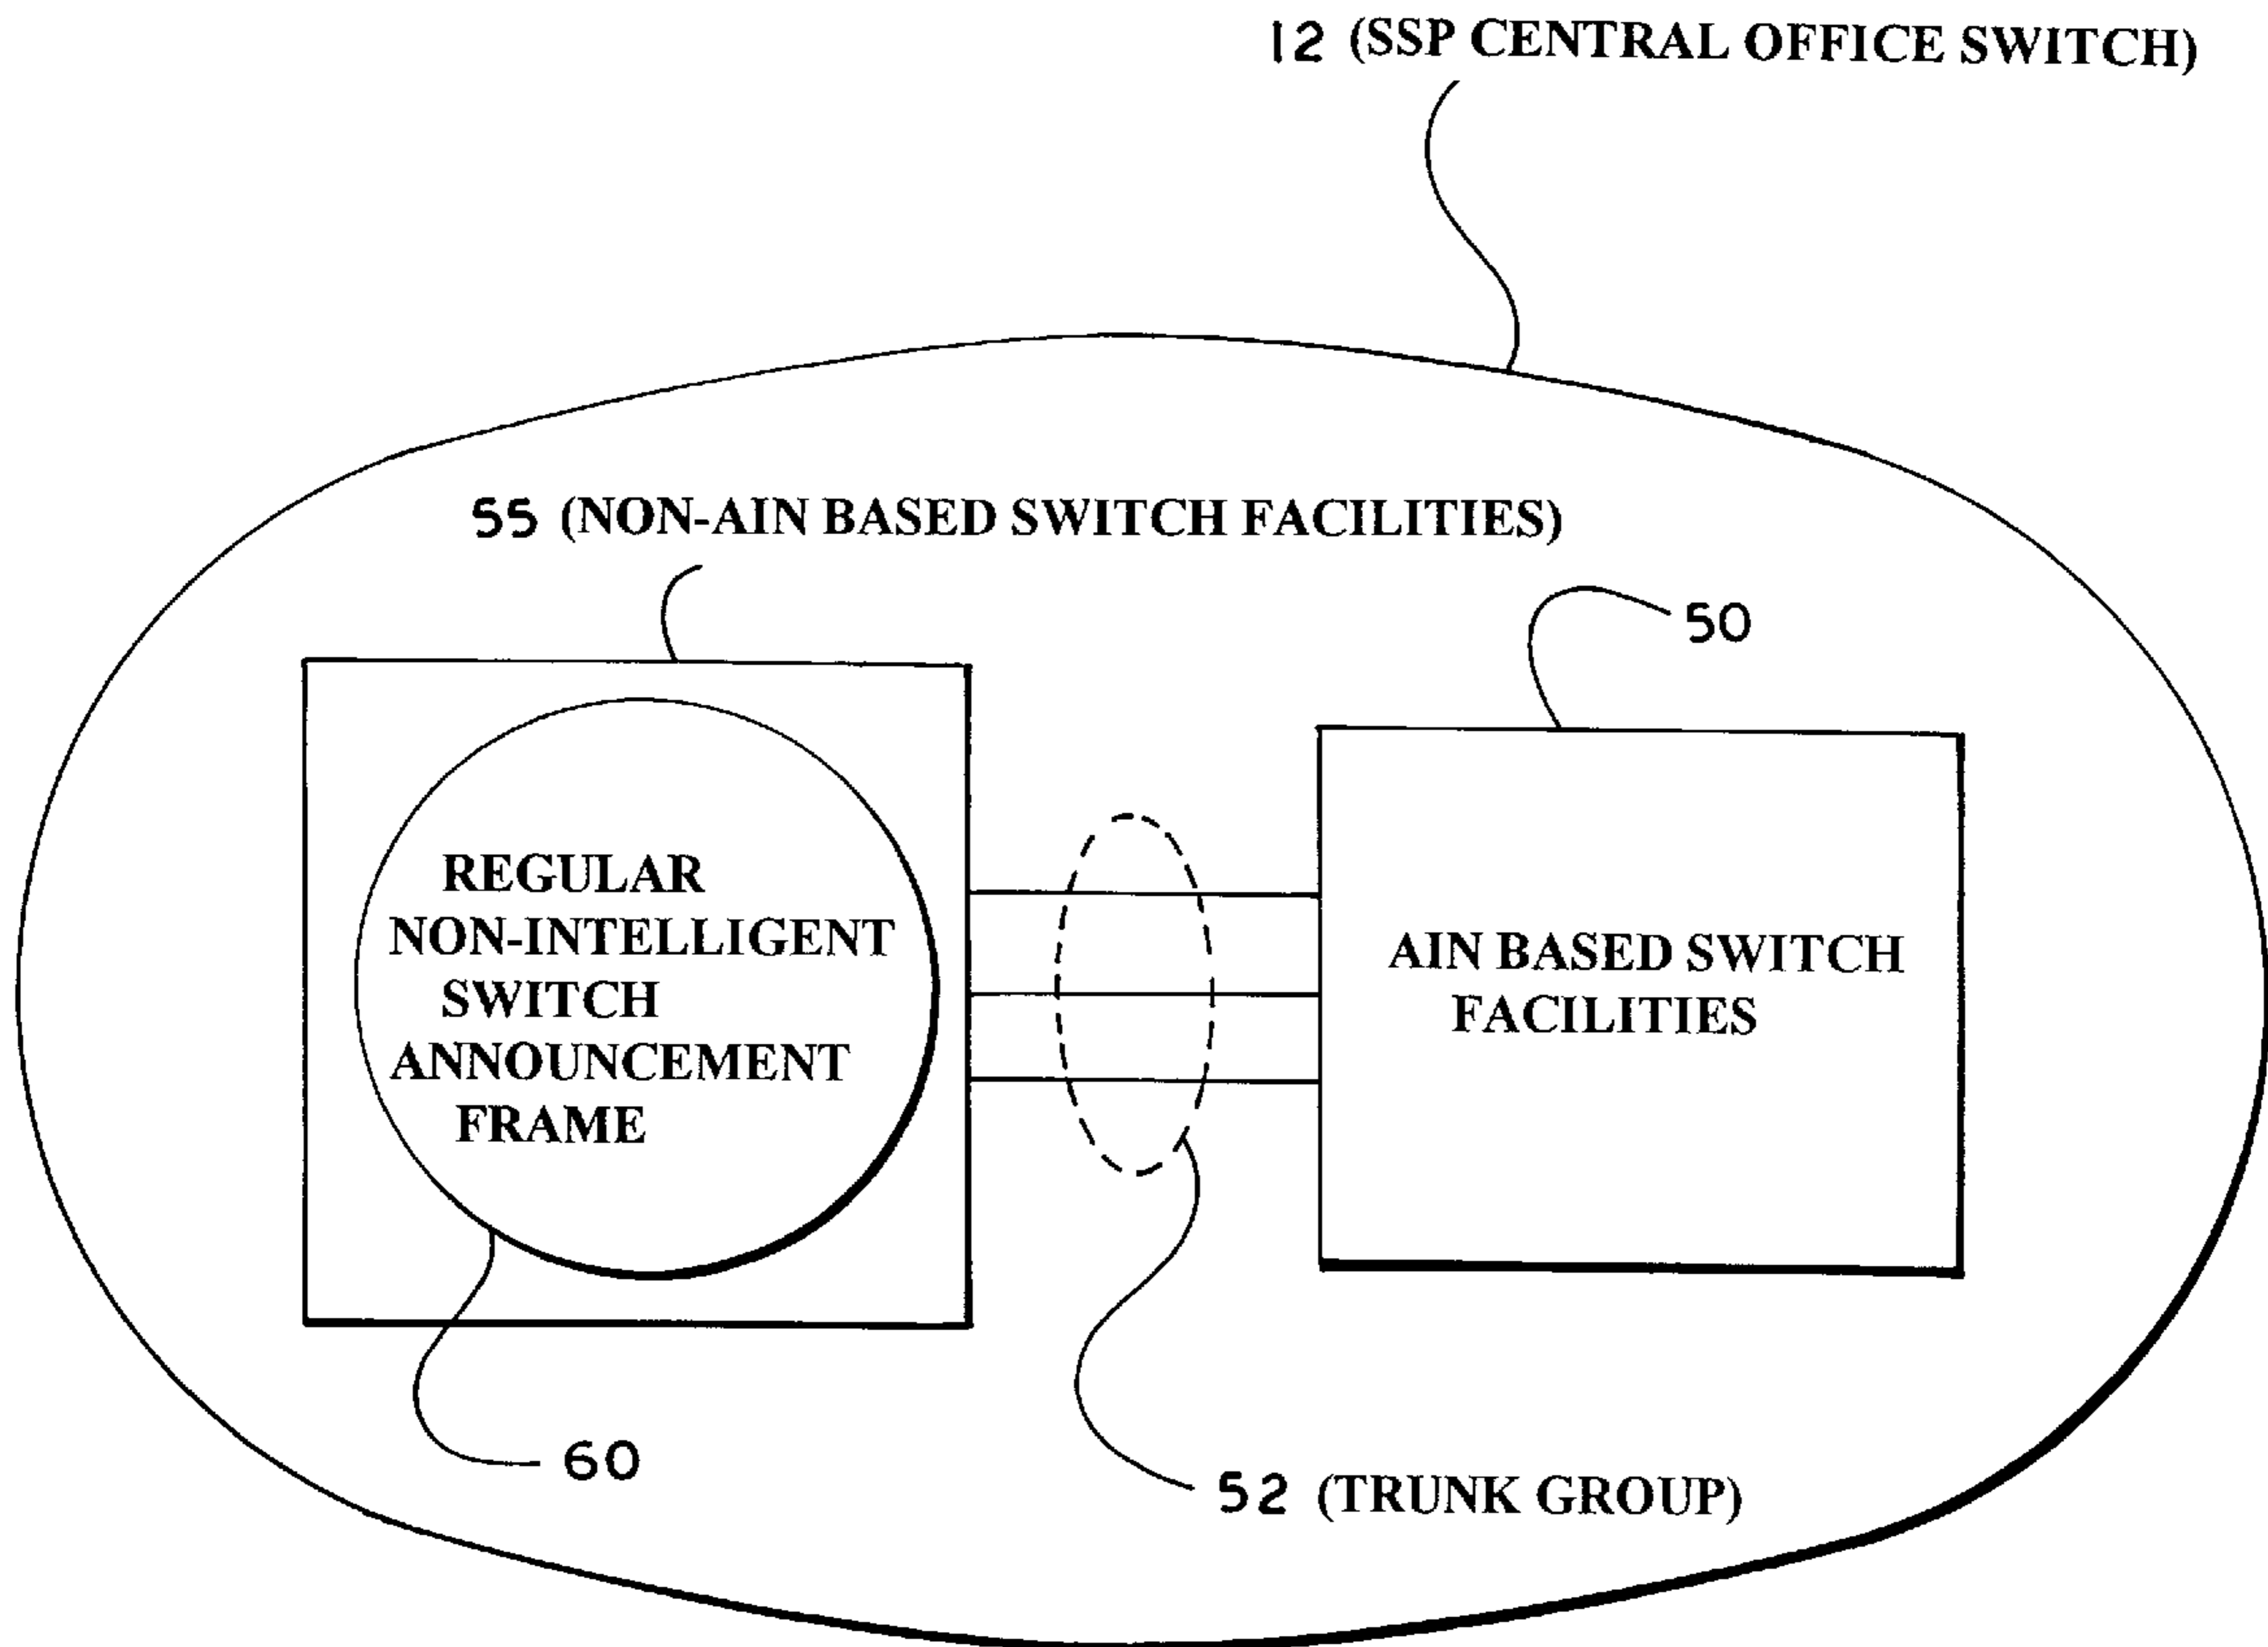 12 (SSP CENTRAL OFFICE SWITCH)
55 (NON-AIN BASED SWITCH FACILITIES)
50
REGULAR
NON-INTELLIGENT
SWITCH
ANNOUNCEMENT
FRAME
AIN BASED SWITCH
FACILITIES
60
52 (TRUNK GROUP)